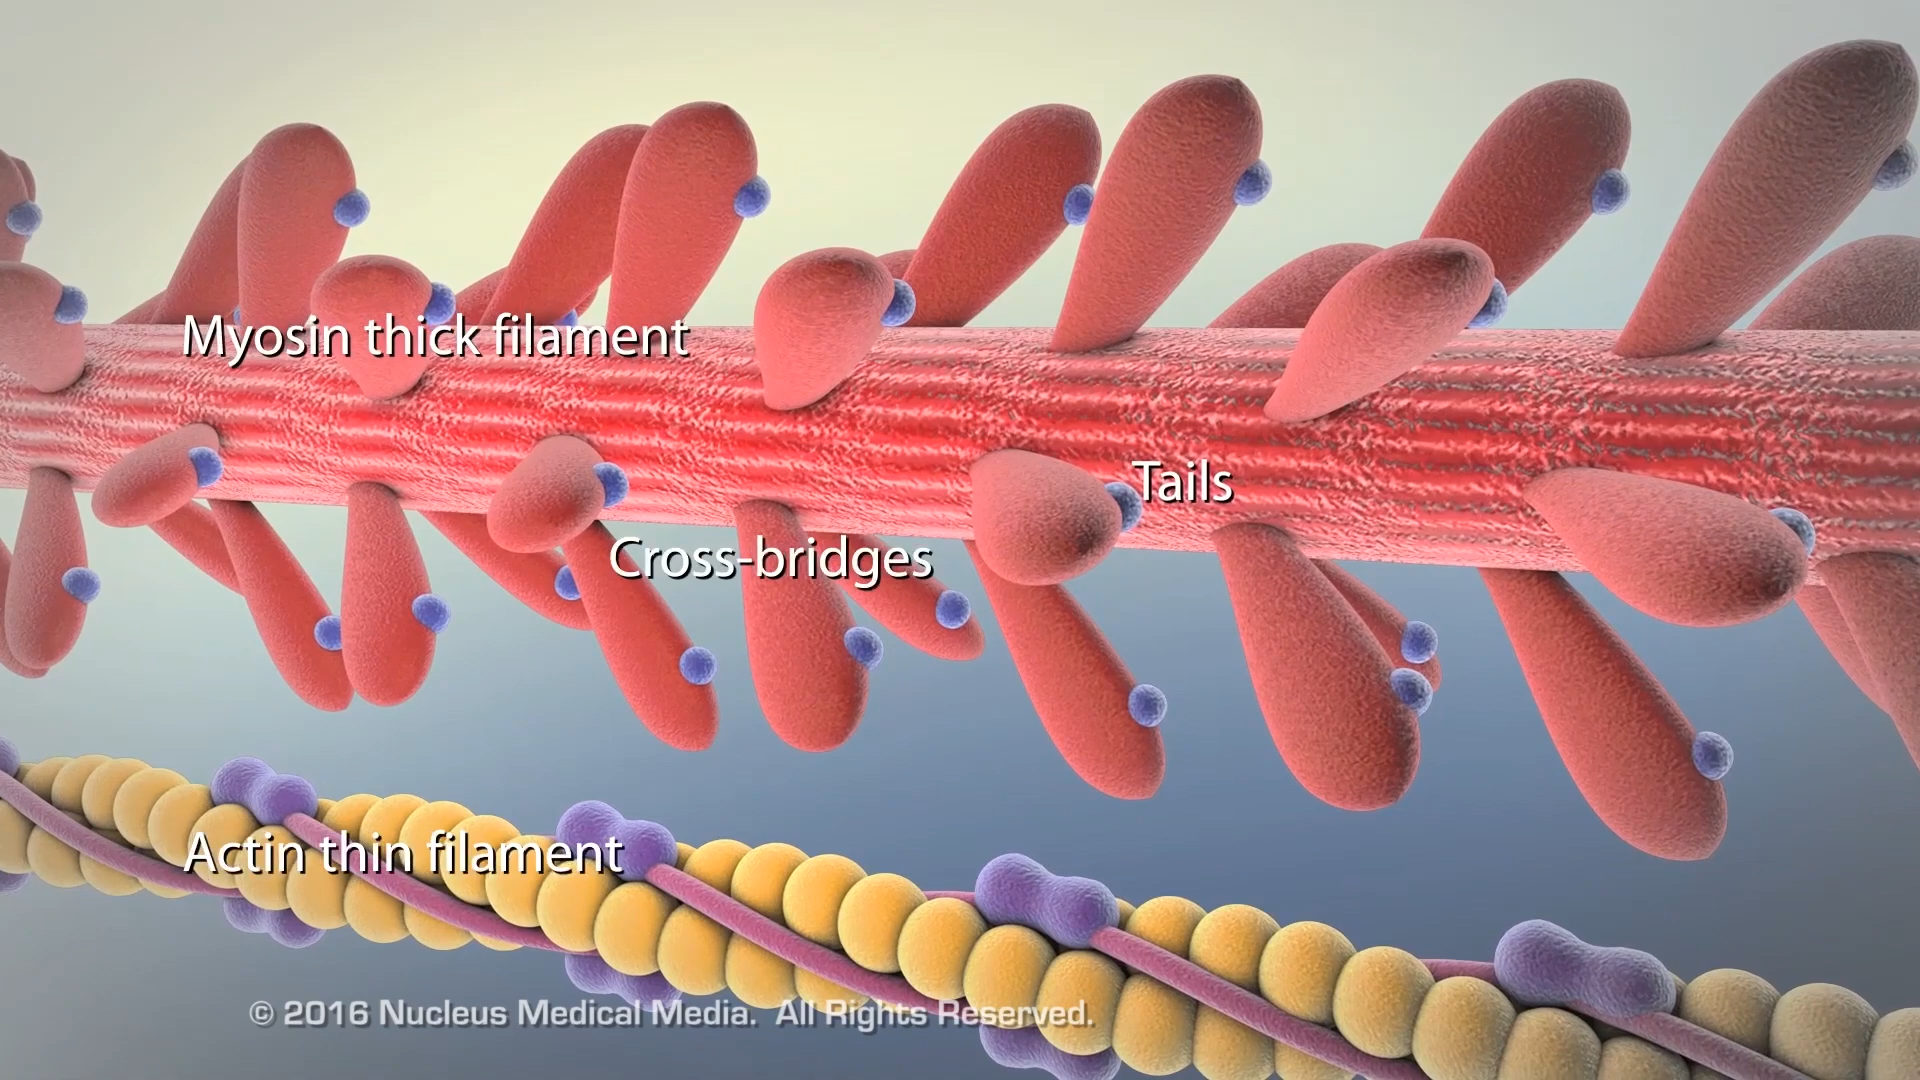 Myosin thick filament
Tails
Cross-bridges
Actin thin filament
© 2016 Nucleus Medical Media. All Rights Reserved.